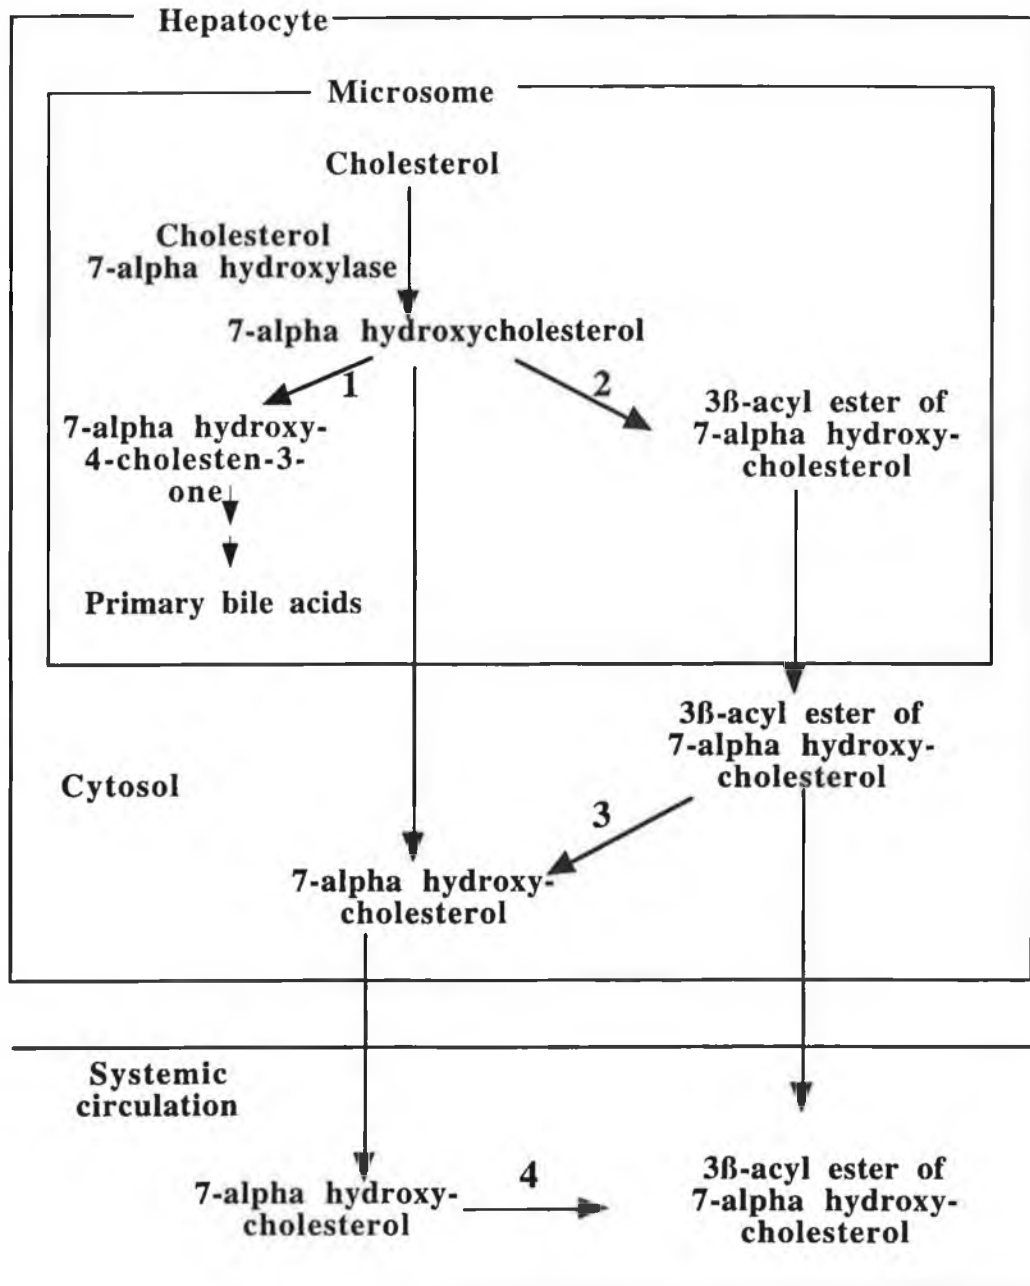 Hepatocyte
Microsome
Cholesterol
Cholesterol
7-alpha hydroxylase
7-alpha hydroxycholesterol
1
2
7-alpha hydroxy-
4-cholesten-3-
one
3ß-acyl ester of
7-alpha hydroxy-
cholesterol
Primary bile acids
3ß-acyl ester of
7-alpha hydroxy-
cholesterol
Cytosol
3
7-alpha hydroxy-
cholesterol
Systemic
circulation
7-alpha hydroxy-
cholesterol
4
3ß-acyl ester of
7-alpha hydroxy-
cholesterol